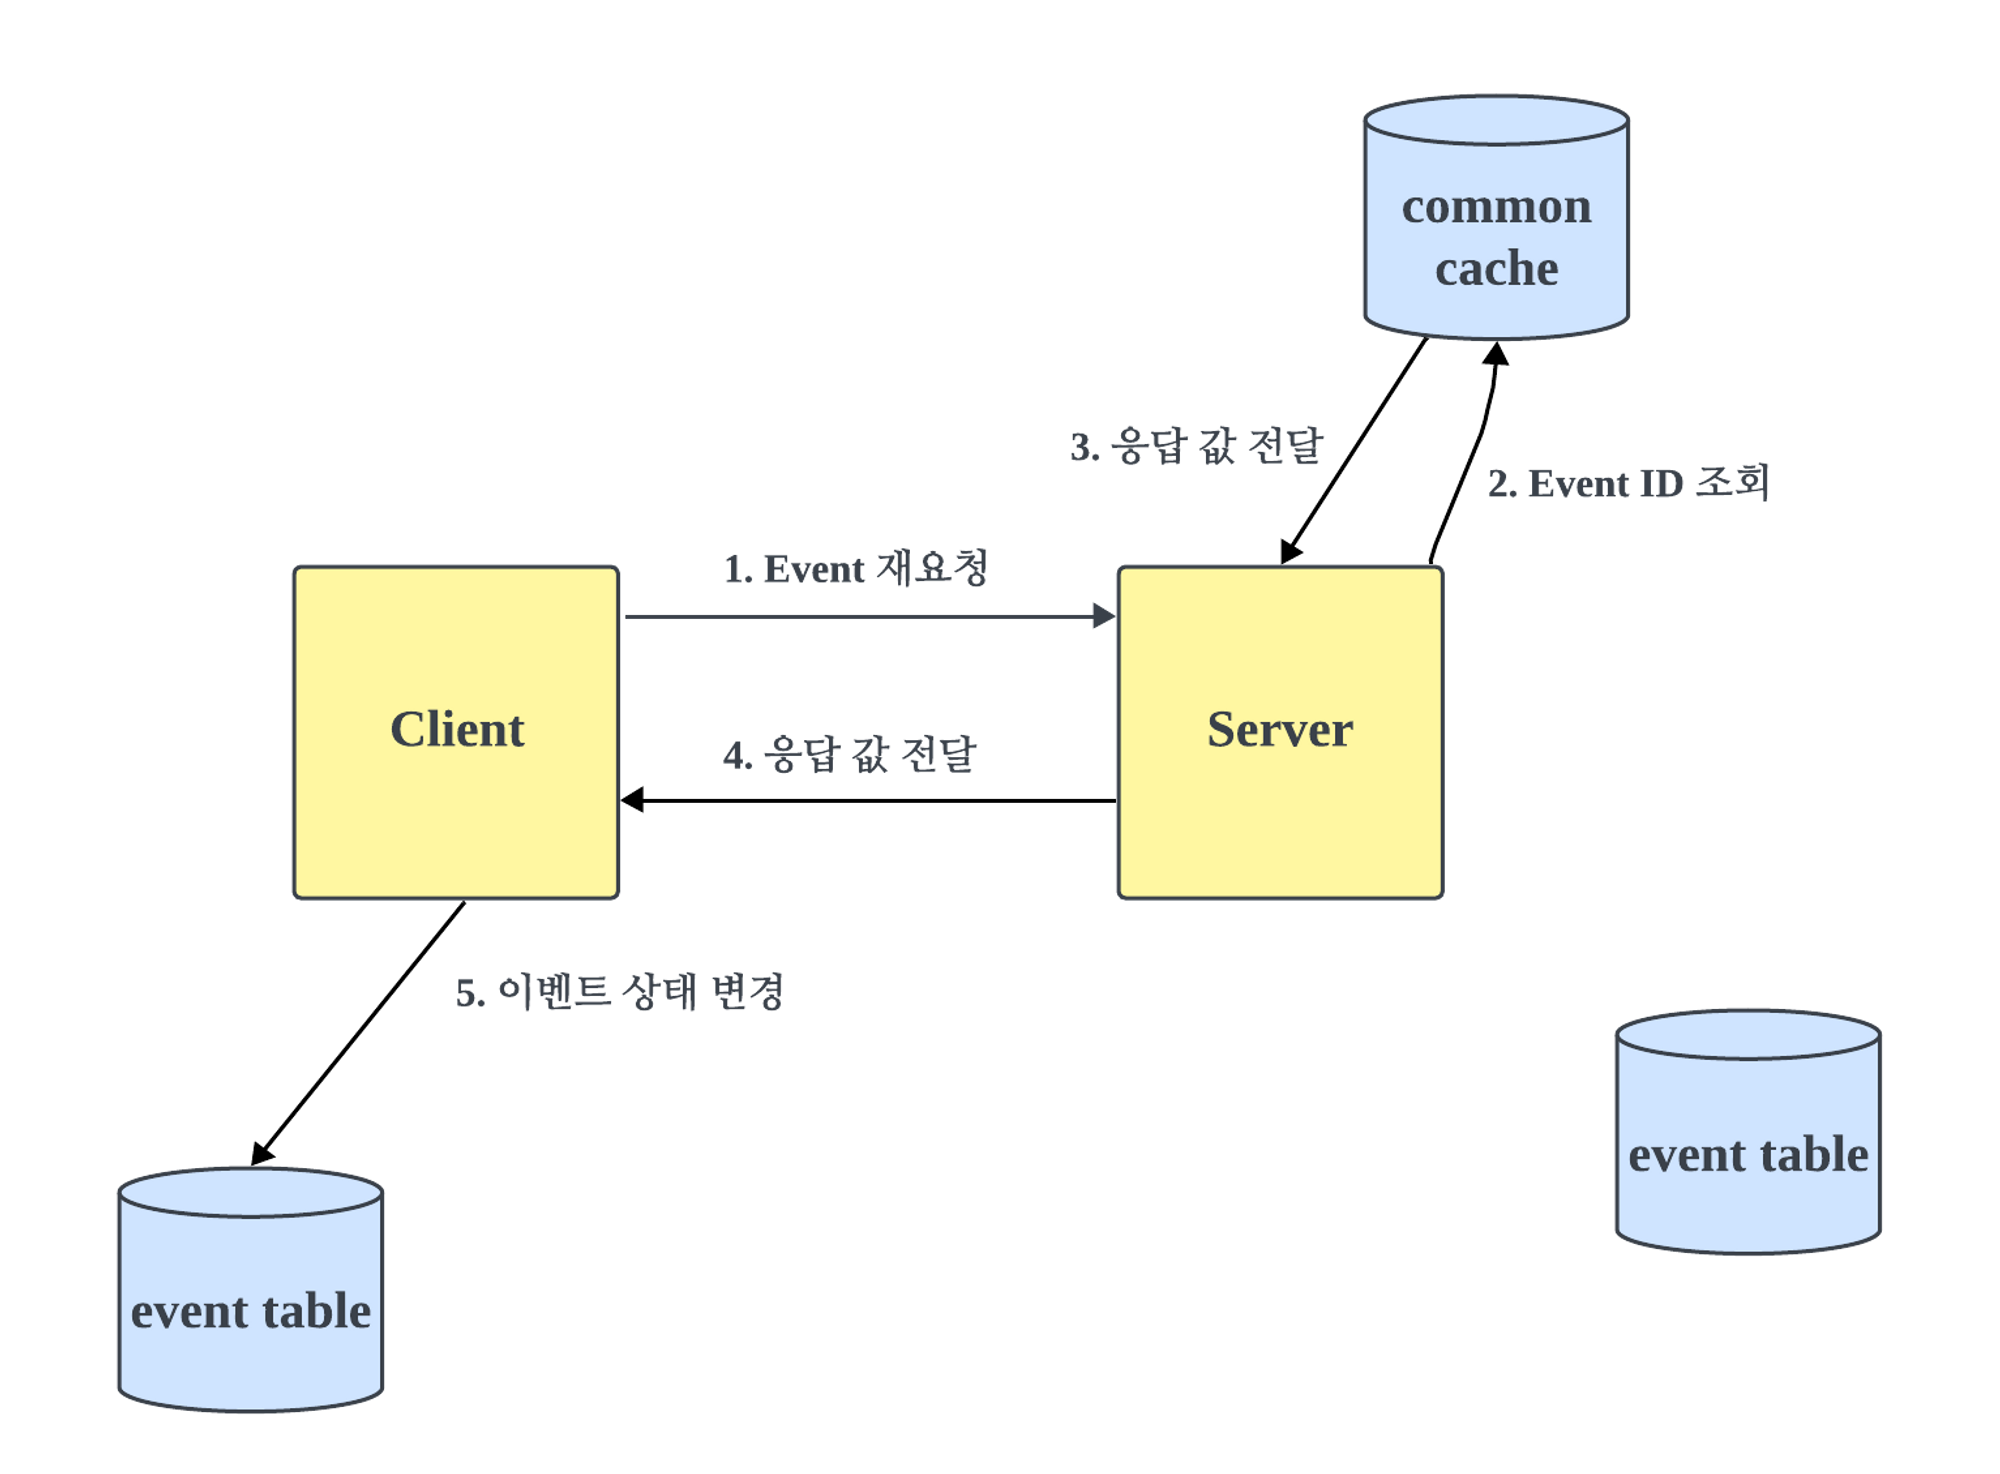 common
cache
3. 응답 값 전달
2. Event ID 조회
1. Event 재요청
Client
Server
4. 응답 값 전달
5. 이벤트 상태 변경
event table
event table